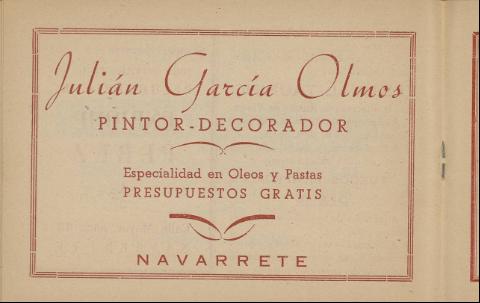 Julián García Olmos
PINTOR-DECORADOR
Especialidad en Oleos y Pastas
PRESUPUESTOS GRATIS
NAVARRETE